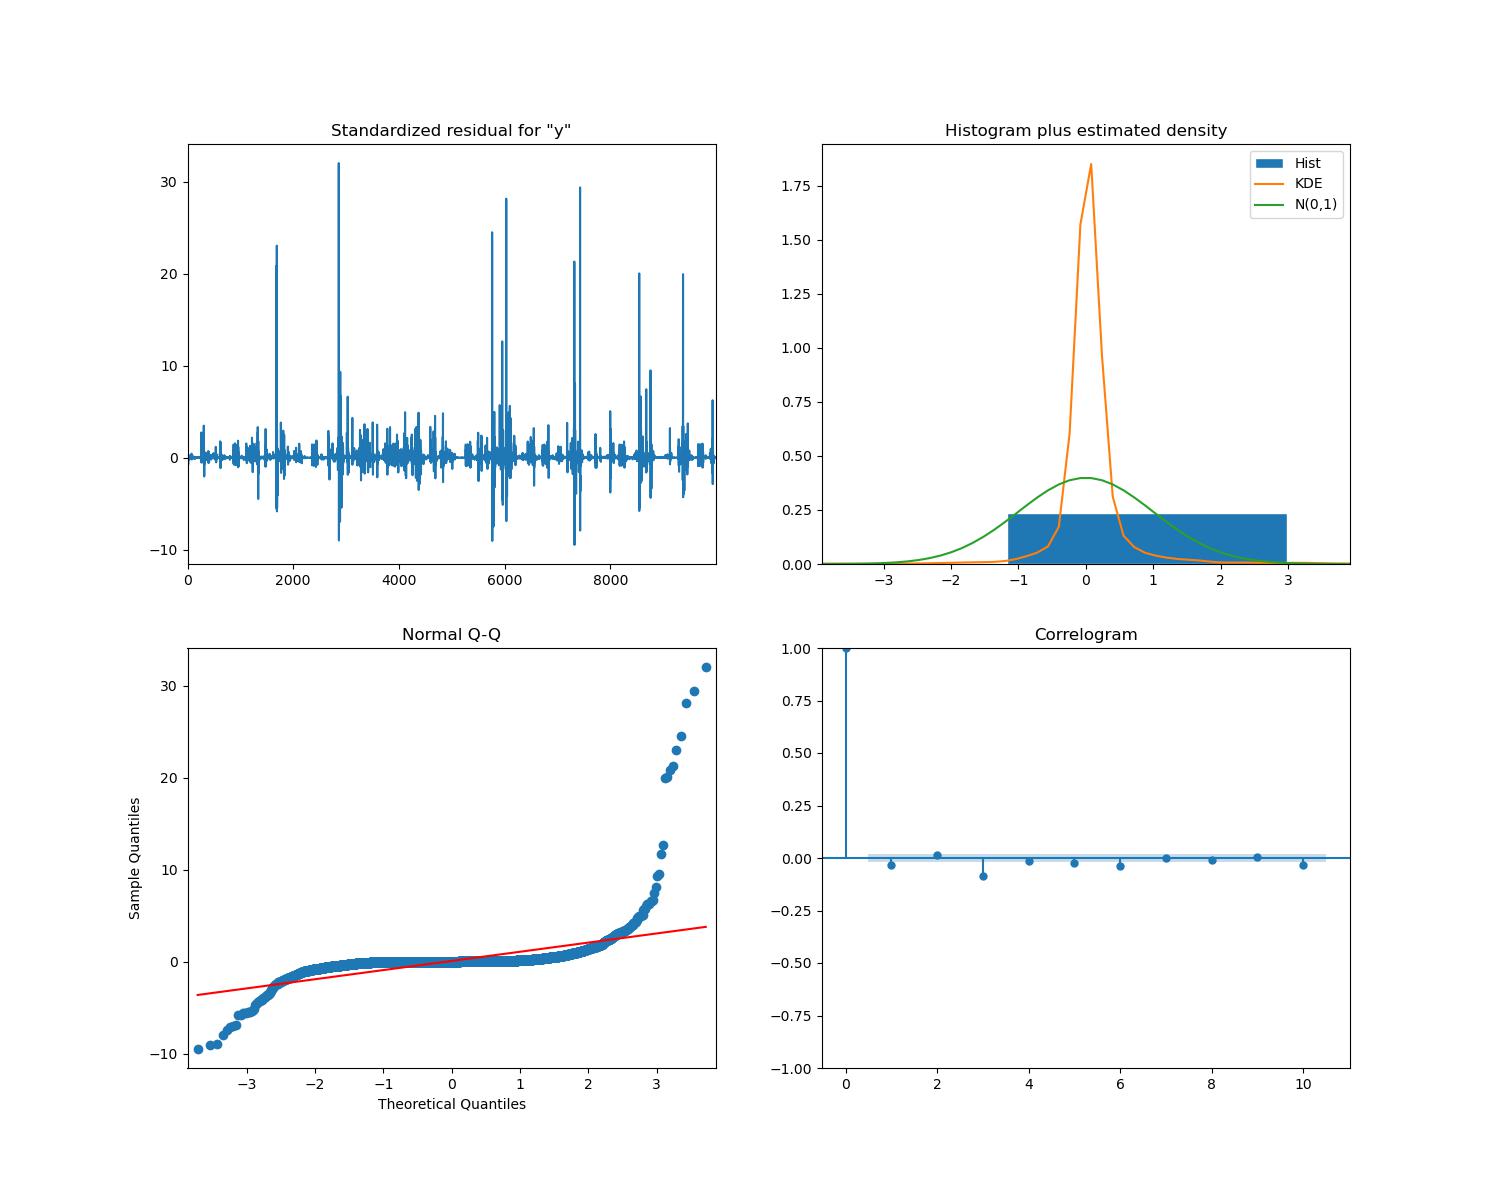 Standardized residual for "y"
30
20
10
0
−10
0 2000 4000 6000 8000
Histogram plus estimated density
Hist
KDE
N(0,1)
1.75
1.50
1.25
1.00
0.75
0.50
0.25
0.00
−3 −2 −1 0 1 2 3
Normal Q-Q
Sample Quantiles
30
20
10
0
−10
−3 −2 −1 0 1 2 3
Theoretical Quantiles
Correlogram
1.00
0.75
0.50
0.25
0.00
−0.25
−0.50
−0.75
−1.00
0 2 4 6 8 10